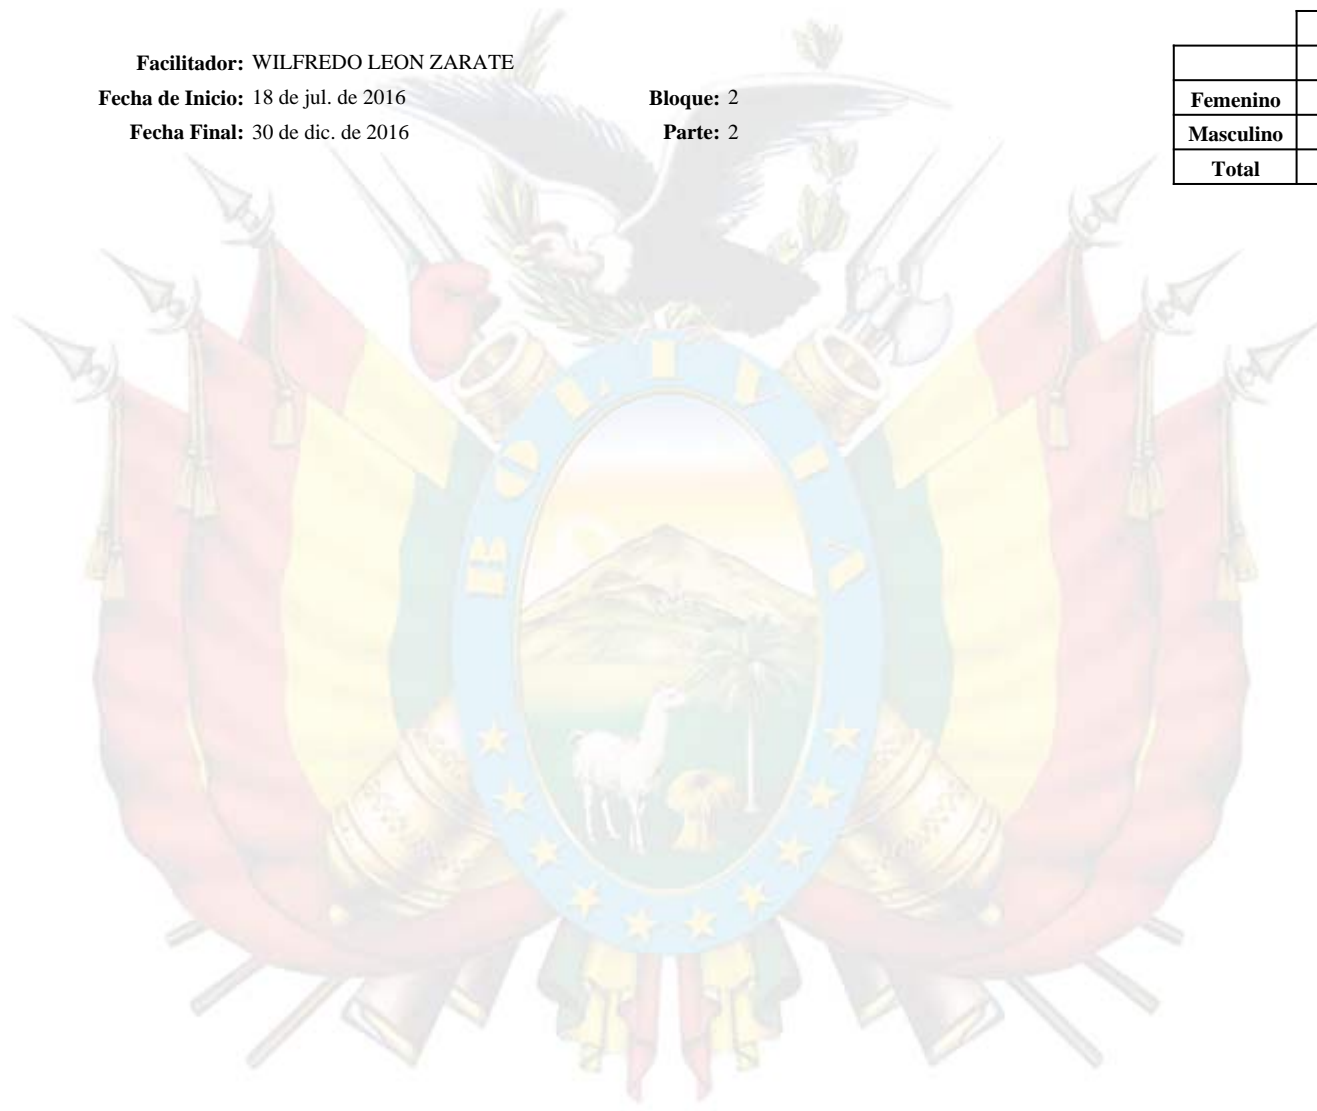 Facilitador: WILFREDO LEON ZARATE
Fecha de Inicio: 18 de jul. de 2016 Bloque: 2
Fecha Final: 30 de dic. de 2016 Parte: 2
Femenino
Masculino
Total
BOLIVIA